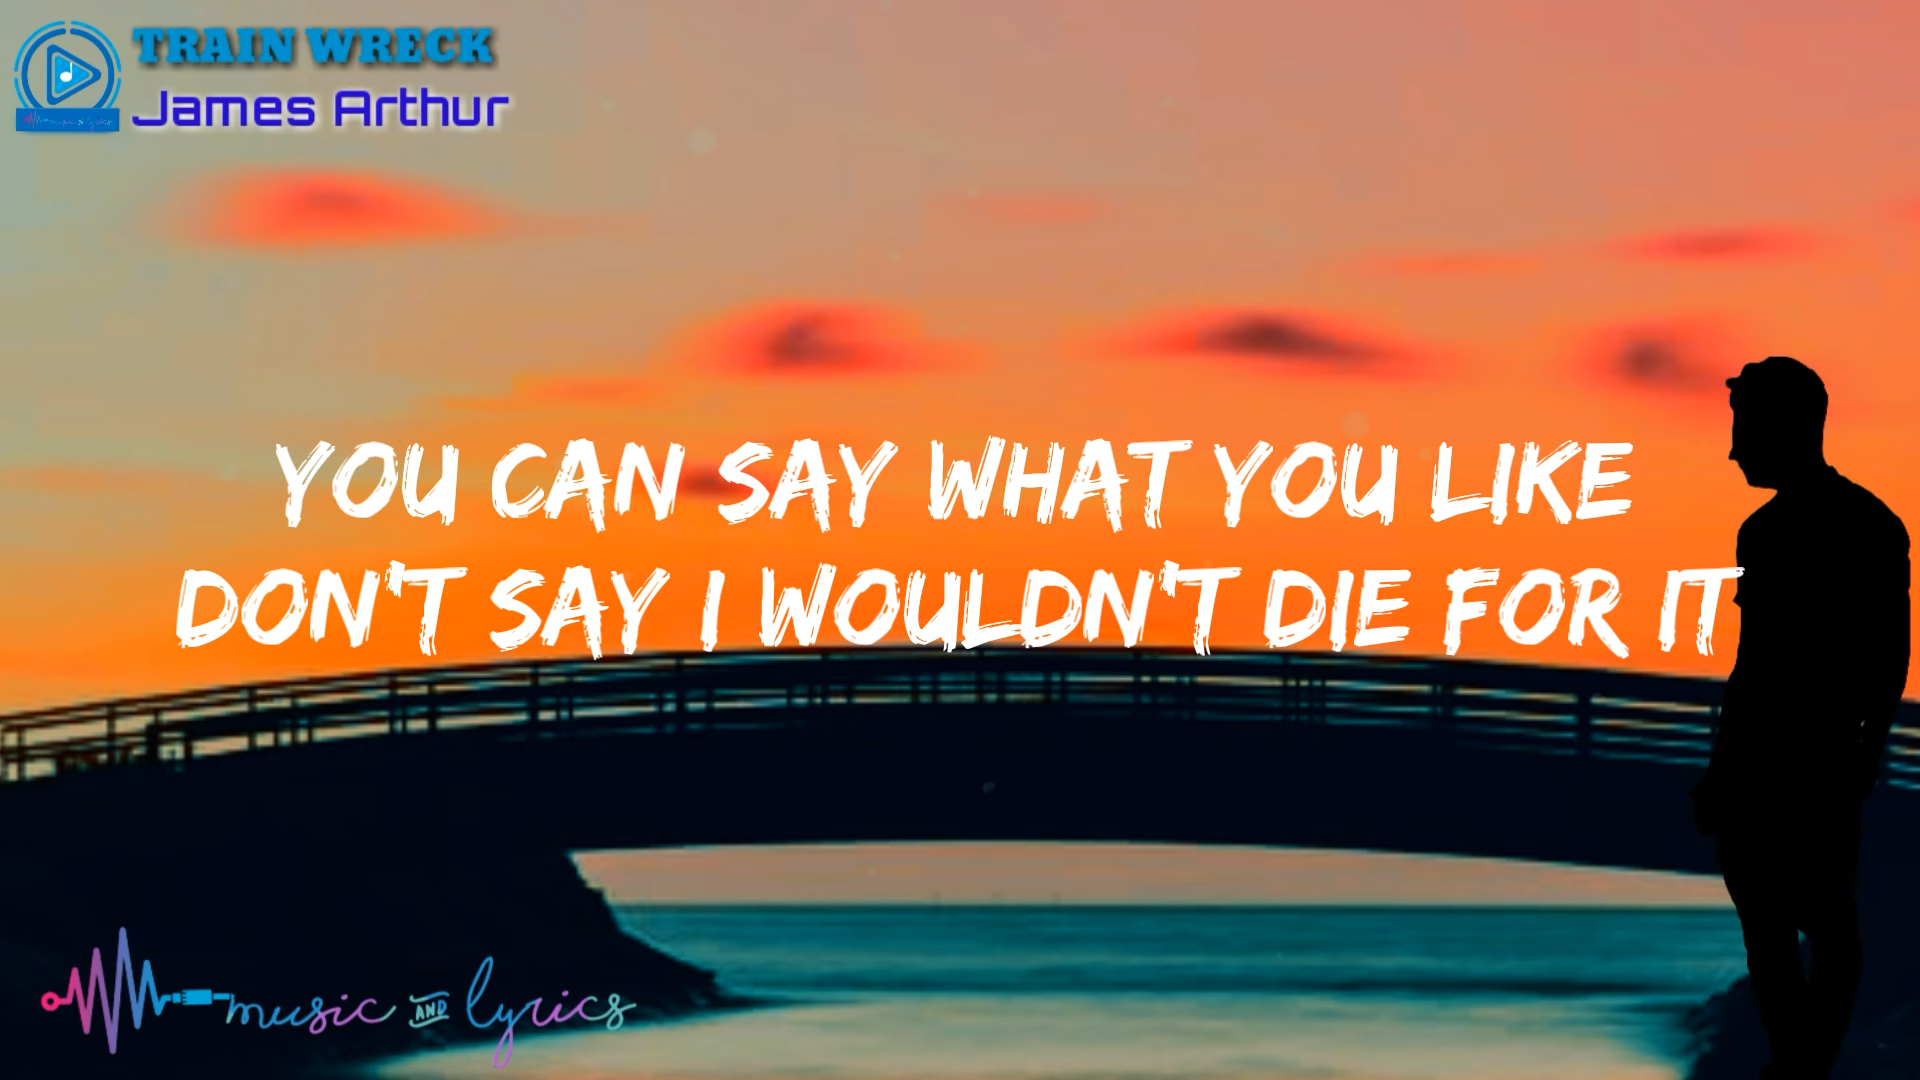 TRAIN WRECK
James Arthur
YOU CAN SAY WHAT YOU LIKE
DON'T SAY I WOULDN'T DIE FOR IT
music AND lyrics